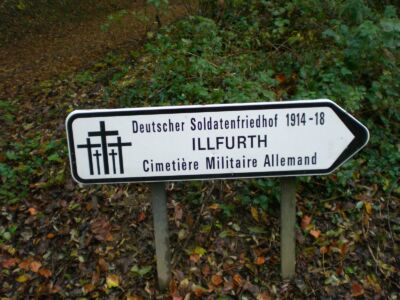 Deutscher Soldatenfriedhof 1914-18
ILLFURTH
Cimetière Militaire Allemand